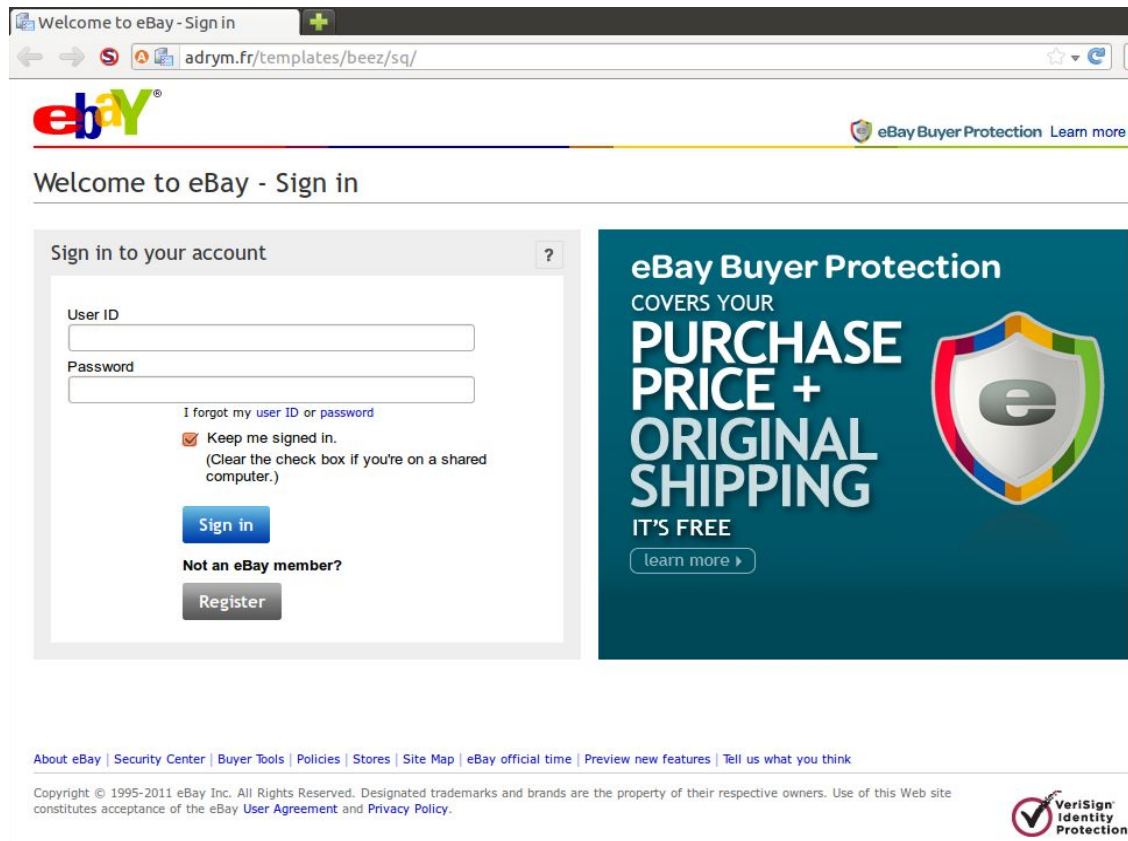 Welcome to eBay - Sign in
adrym.fr/templates/beez/sq/
ebaY®
eBay Buyer Protection Learn more
Welcome to eBay - Sign in
Sign in to your account
?
User ID
Password
I forgot my user ID or password
Keep me signed in.
(Clear the check box if you're on a shared
computer.)
Sign in
Not an eBay member?
Register
eBay Buyer Protection
COVERS YOUR
PURCHASE
PRICE +
ORIGINAL
SHIPPING
IT'S FREE
learn more
e
About eBay | Security Center | Buyer Tools | Policies | Stores | Site Map | eBay official time | Preview new features | Tell us what you think
Copyright © 1995-2011 eBay Inc. All Rights Reserved. Designated trademarks and brands are the property of their respective owners. Use of this Web site
constitutes acceptance of the eBay User Agreement and Privacy Policy.
VeriSign
Identity
Protection